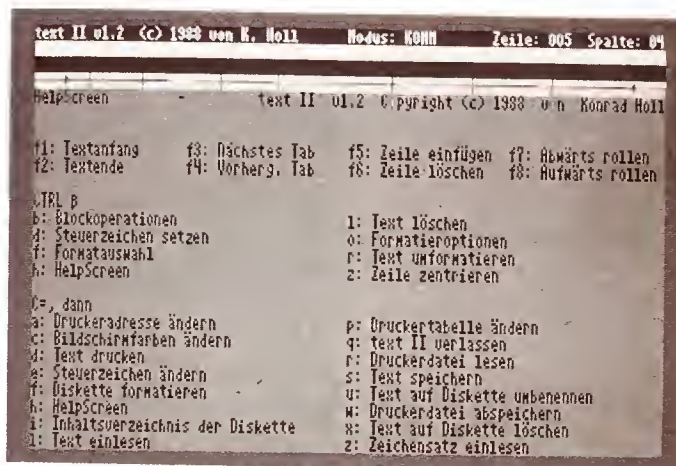 text II v1.2 (c) 1988 von K. Holl Modus: KOMM Zeile: 005 Spalte: 04
HelpScreen - text II v1.2 Copyright (c) 1988 von Konrad Holl
f1: Textanfang f3: Nächstes Tab f5: Zeile einfügen f7: Abwärts rollen
f2: Textende f4: Vorherg. Tab f6: Zeile löschen f8: Aufwärts rollen
CTRL &
b: Blockoperationen l: Text löschen
d: Steuerzeichen setzen o: Formatieroptionen
f: Formatauswahl r: Text umformatieren
h: HelpScreen z: Zeile zentrieren
C=, dann
a: Druckeradresse ändern p: Druckertabelle ändern
c: Bildschirmfarben ändern q: text II verlassen
d: Text drucken r: Druckerdatei lesen
e: Steuerzeichen ändern s: Text speichern
f: Diskette formatieren u: Text auf Diskette umbenennen
h: HelpScreen w: Druckerdatei abspeichern
i: Inhaltsverzeichnis der Diskette x: Text auf Diskette löschen
l: Text einlesen z: Zeichensatz einlesen